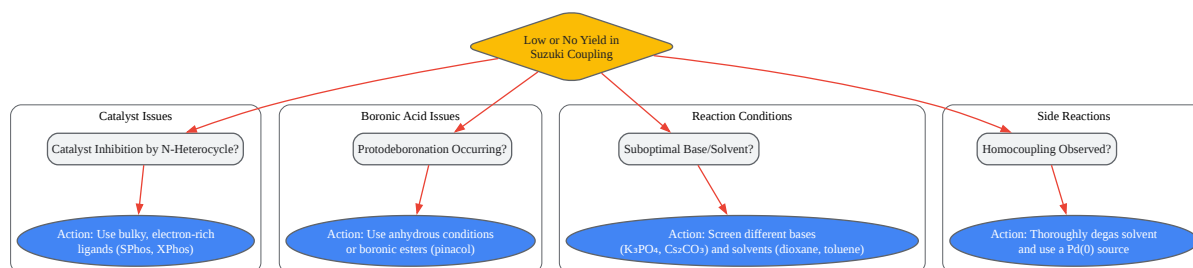 Low or No Yield in
Suzuki Coupling
Catalyst Issues
Boronic Acid Issues
Reaction Conditions
Side Reactions
Catalyst Inhibition by N-Heterocycle?
Protodeboronation Occurring?
Suboptimal Base/Solvent?
Homocoupling Observed?
Action: Use bulky, electron-rich
ligands (SPhos, XPhos)
Action: Use anhydrous conditions
or boronic esters (pinacol)
Action: Screen different bases
(K₃PO₄, Cs₂CO₃) and solvents (dioxane, toluene)
Action: Thoroughly degas solvent
and use a Pd(0) source